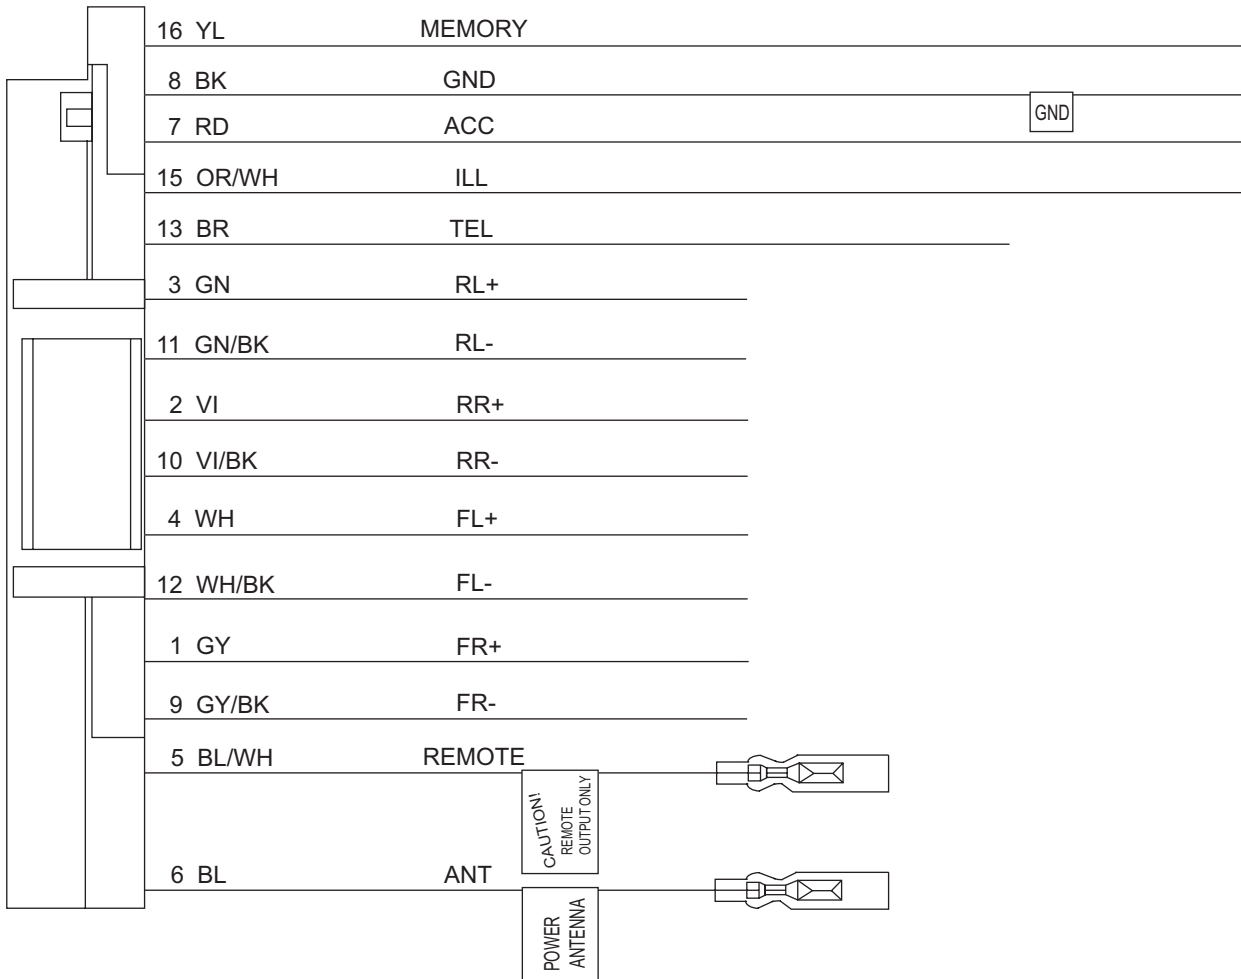 16 YL MEMORY
8 BK GND
GND
7 RD ACC
15 OR/WH ILL
13 BR TEL
3 GN RL+
11 GN/BK RL-
2 VI RR+
10 VI/BK RR-
4 WH FL+
12 WH/BK FL-
1 GY FR+
9 GY/BK FR-
5 BL/WH REMOTE
CAUTION!
REMOTE
OUTPUT ONLY
6 BL ANT
POWER
ANTENNA